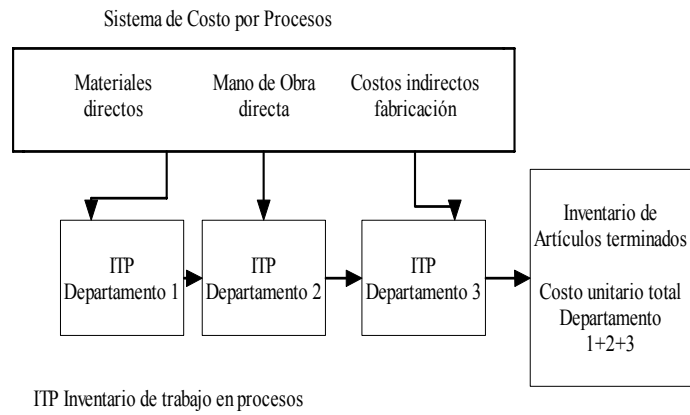 Sistema de Costo por Procesos
Materiales
directos
Mano de Obra
directa
Costos indirectos
fabricación
ITP
Departamento 1
ITP
Departamento 2
ITP
Departamento 3
Inventario de
Artículos terminados
Costo unitario total
Departamento
1+2+3
ITP Inventario de trabajo en procesos